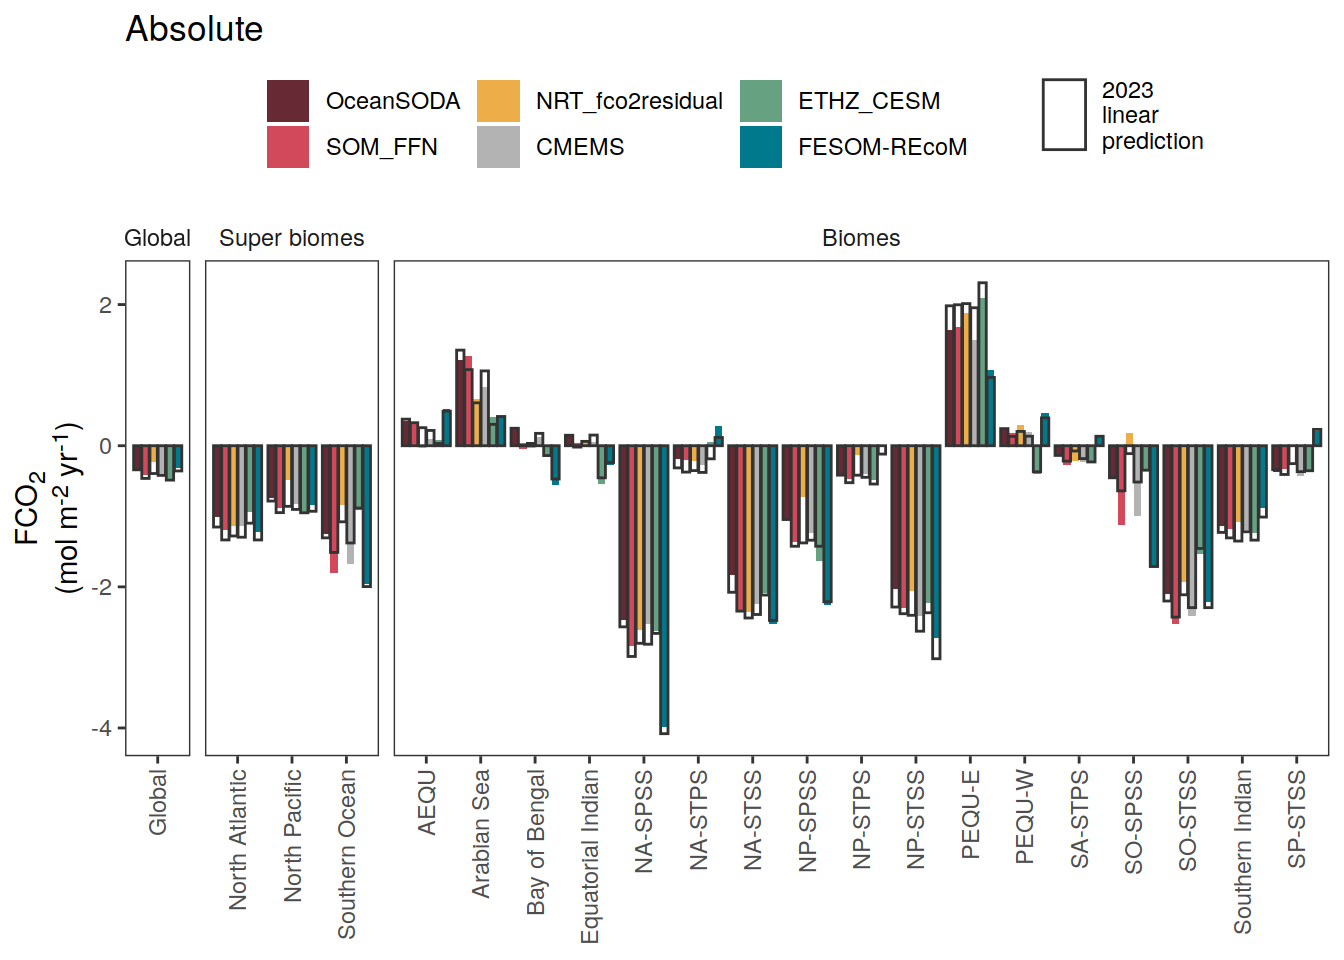 Absolute
OceanSODA
SOM_FFN
NRT_fco2residual
CMEMS
ETHZ_CESM
FESOM-REcoM
2023
linear
prediction
Global
Super biomes
Biomes
FCO2
(mol m-2 yr-1)
2
0
-2
-4
Global
North Atlantic
North Pacific
Southern Ocean
AEQU
Arabian Sea
Bay of Bengal
Equatorial Indian
NA-SPSS
NA-STPS
NA-STSS
NP-SPSS
NP-STPS
NP-STSS
PEQU-E
PEQU-W
SA-STPS
SO-SPSS
SO-STSS
Southern Indian
SP-STSS